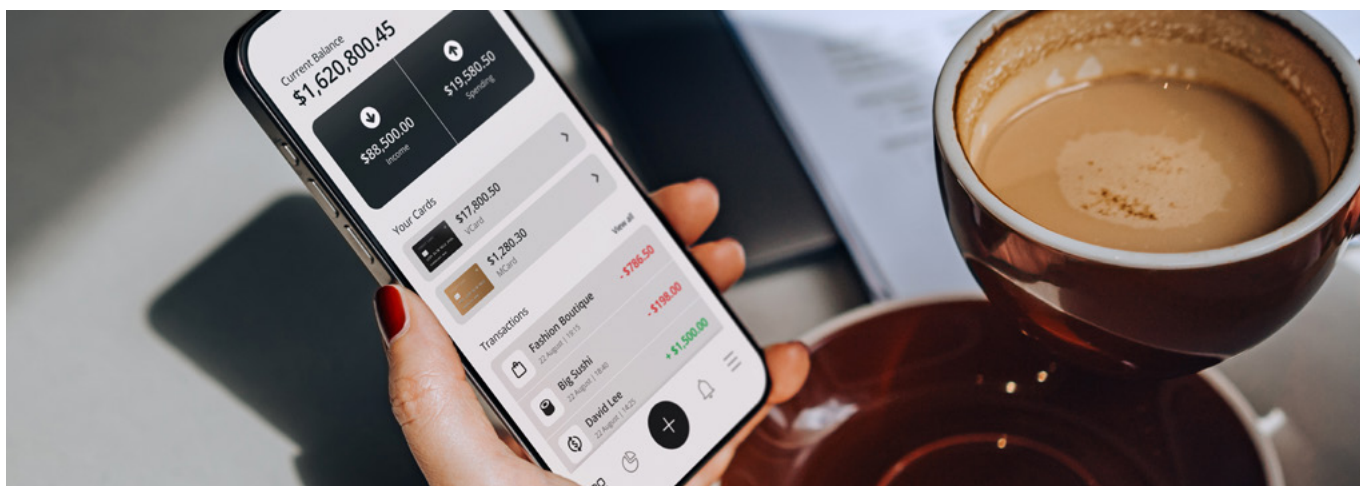 Current Balance
$1,620,800.45
$88,500.00
Income
$19,580.50
Spending
Your Cards
$17,800.50
VCard
$1,280.30
MCard
Transactions
View all
Fashion Boutique
- $786.50
22 August | 19:15
Big Sushi
- $198.00
22 August | 18:40
David Lee
+ $1,500.00
22 August | 14:25